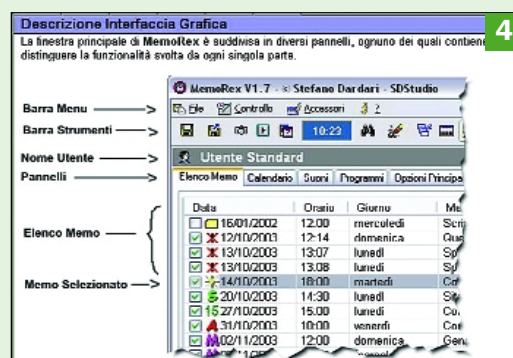 Descrizione Interfaccia Grafica
4
La finestra principale di MemoRex è suddivisa in diversi pannelli, ognuno dei quali contiene
distinguere la funzionalità svolta da ogni singola parte.
MemoRex V1.7 - © Stefano Dardari - SDStudio
Barra Menu
File Controllo Accessori ?
Barra Strumenti
10:23
Nome Utente
Utente Standard
Pannelli
Elenco Memo Calendario Suoni Programmi Opzioni Principa
Data Orario Giorno
16/01/2002 12.00 mercoledì
12/10/2003 12:14 domenica
13/10/2003 13:07 lunedì
Elenco Memo
13/10/2003 13.08 lunedì
Memo Selezionato
14/10/2003 18:00 martedì
20/10/2003 14:30 lunedì
27/10/2003 15.00 lunedì
31/10/2003 10:00 venerdì
02/11/2003 12:00 domenica